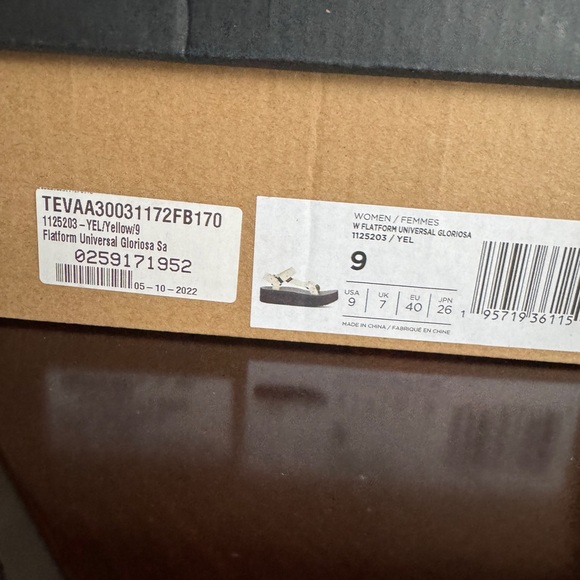 TEVAA30031172FB170
1125203-YEL/Yellow/9
Flatform Universal Gloriosa Sa
0259171952
05-10-2022
WOMEN / FEMMES
W FLATFORM UNIVERSAL GLORIOSA
1125203 / YEL
9
USA UK EU JPN
9 7 40 26
MADE IN CHINA / FABRIQUÉ EN CHINE
1 95719 36115